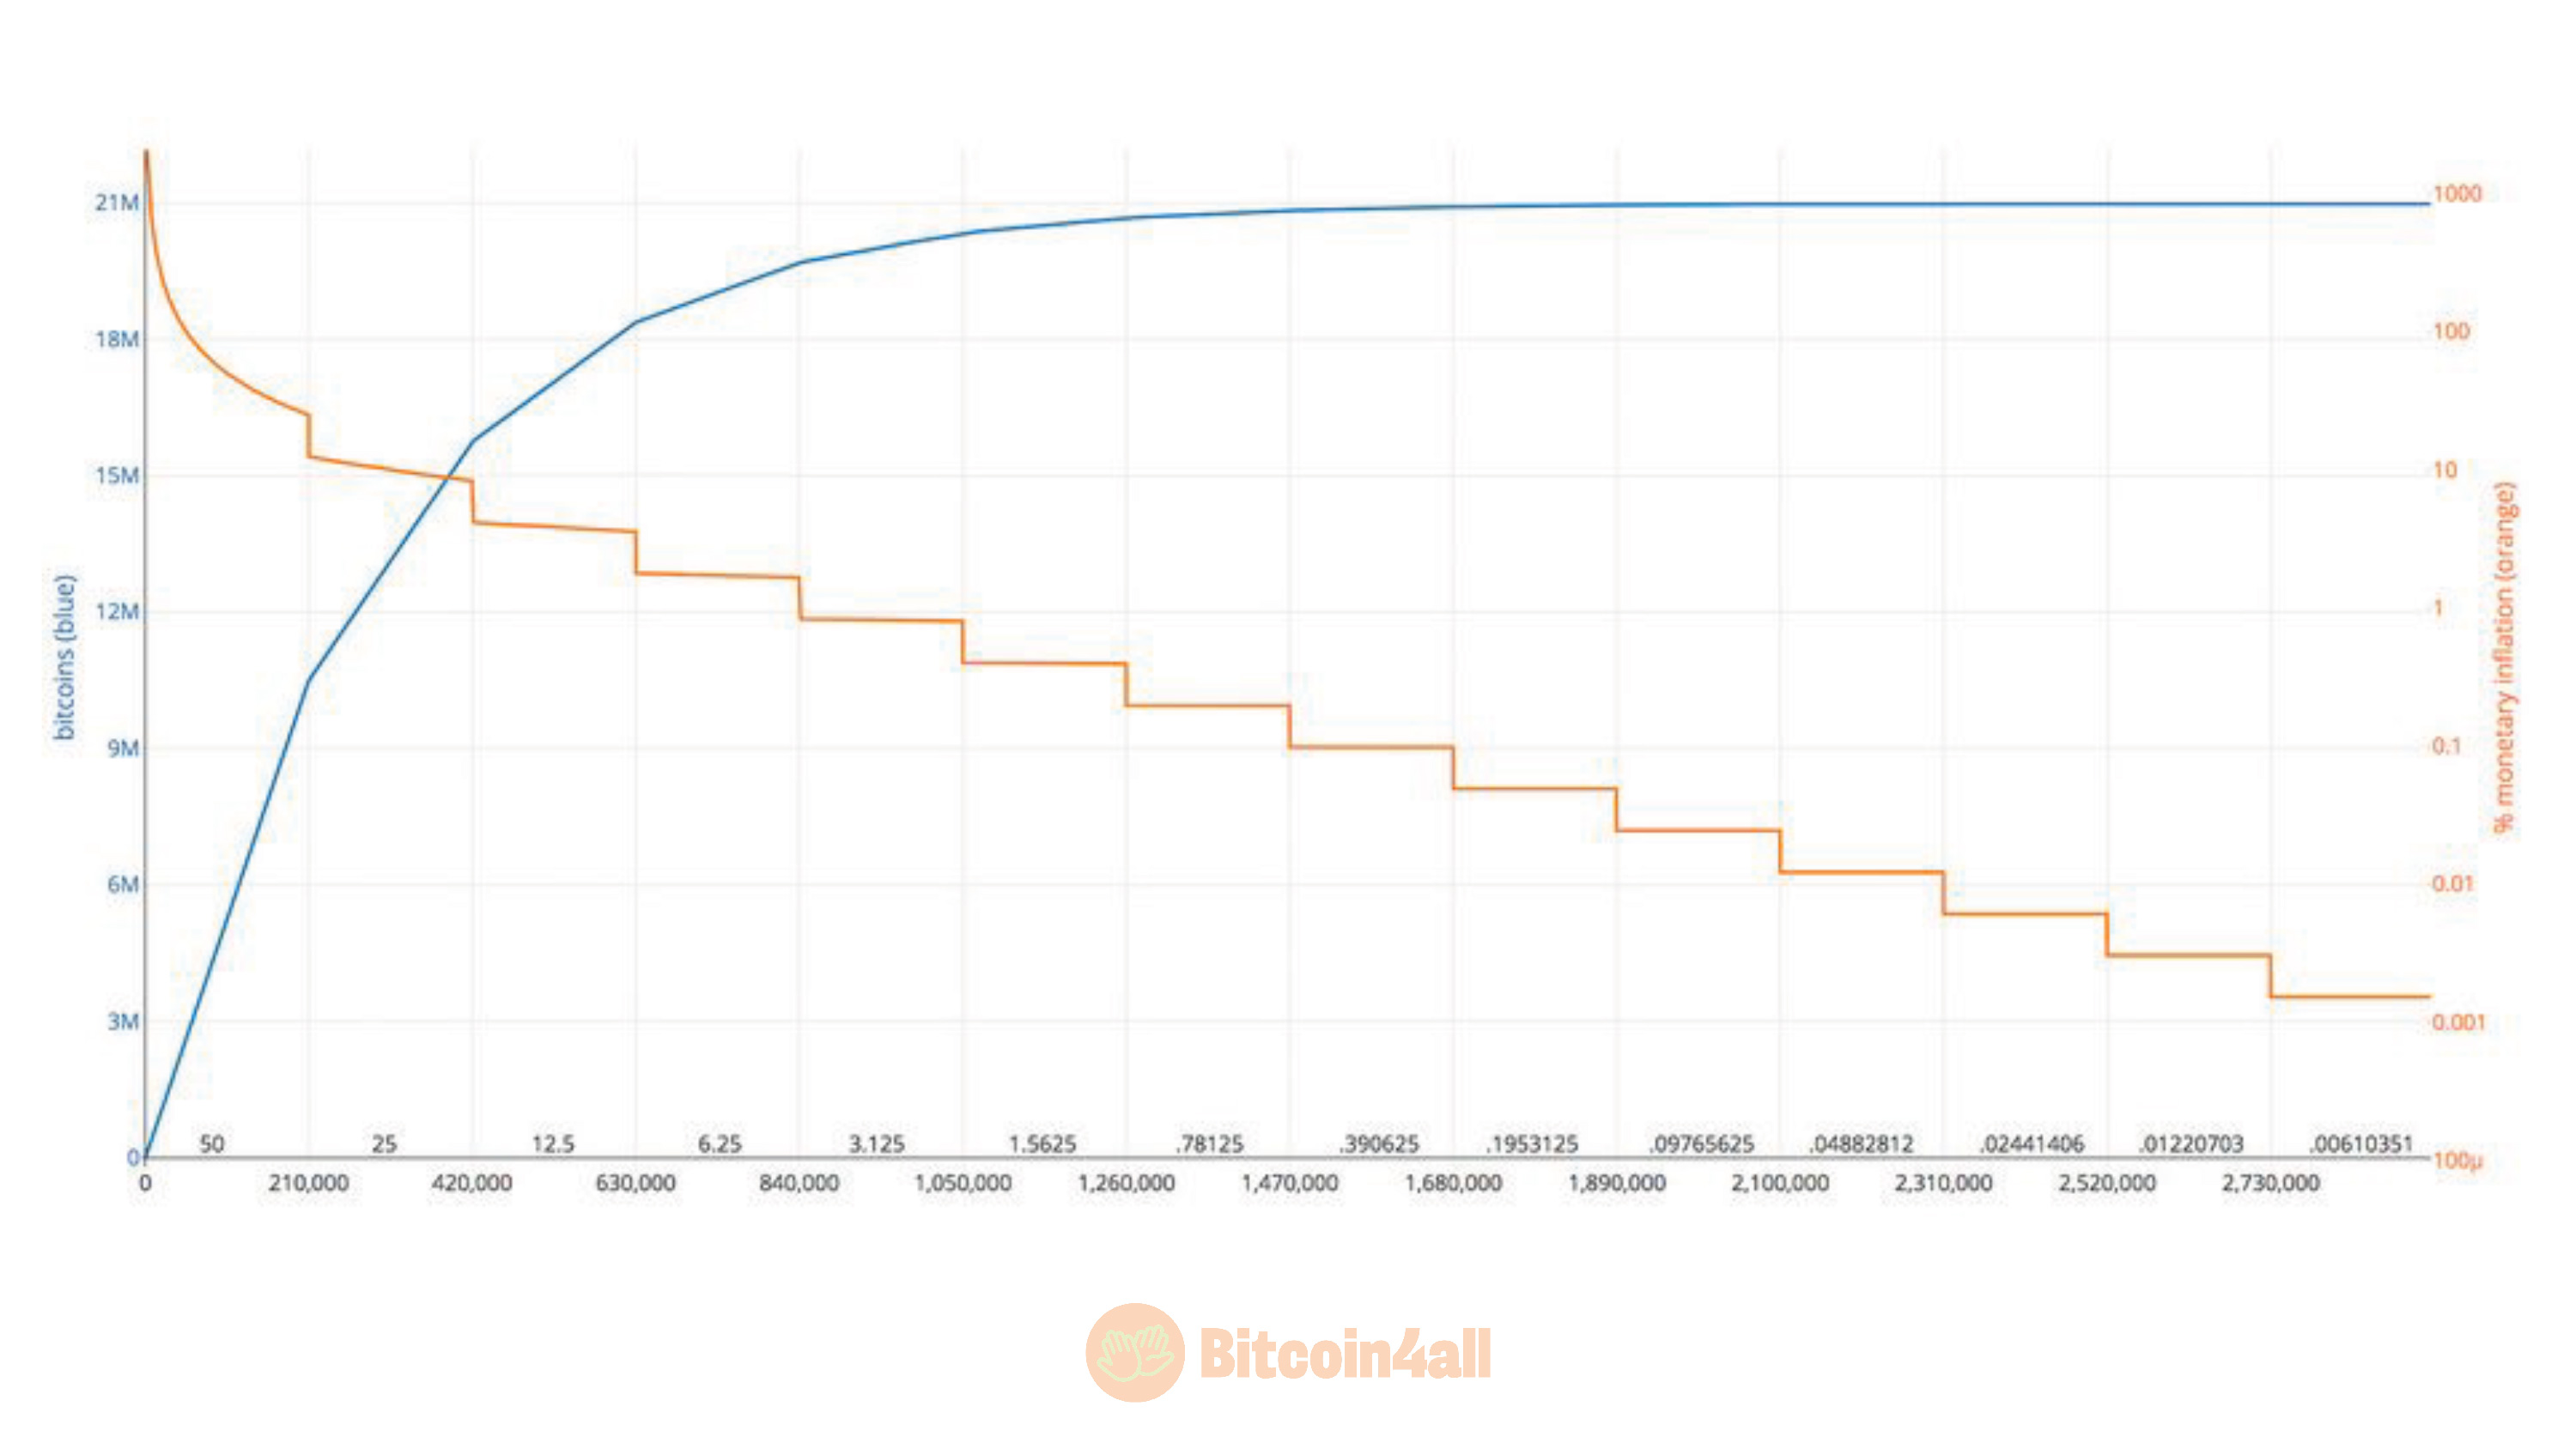 21M
18M
15M
12M
9M
6M
3M
0
bitcoins (blue)
1000
100
10
1
0.1
0.01
0.001
100µ
% monetary inflation (orange)
50 25 12.5 6.25 3.125 1.5625 .78125 .390625 .1953125 .09765625 .04882812 .02441406 .01220703 .00610351
0 210,000 420,000 630,000 840,000 1,050,000 1,260,000 1,470,000 1,680,000 1,890,000 2,100,000 2,310,000 2,520,000 2,730,000
Bitcoin4all